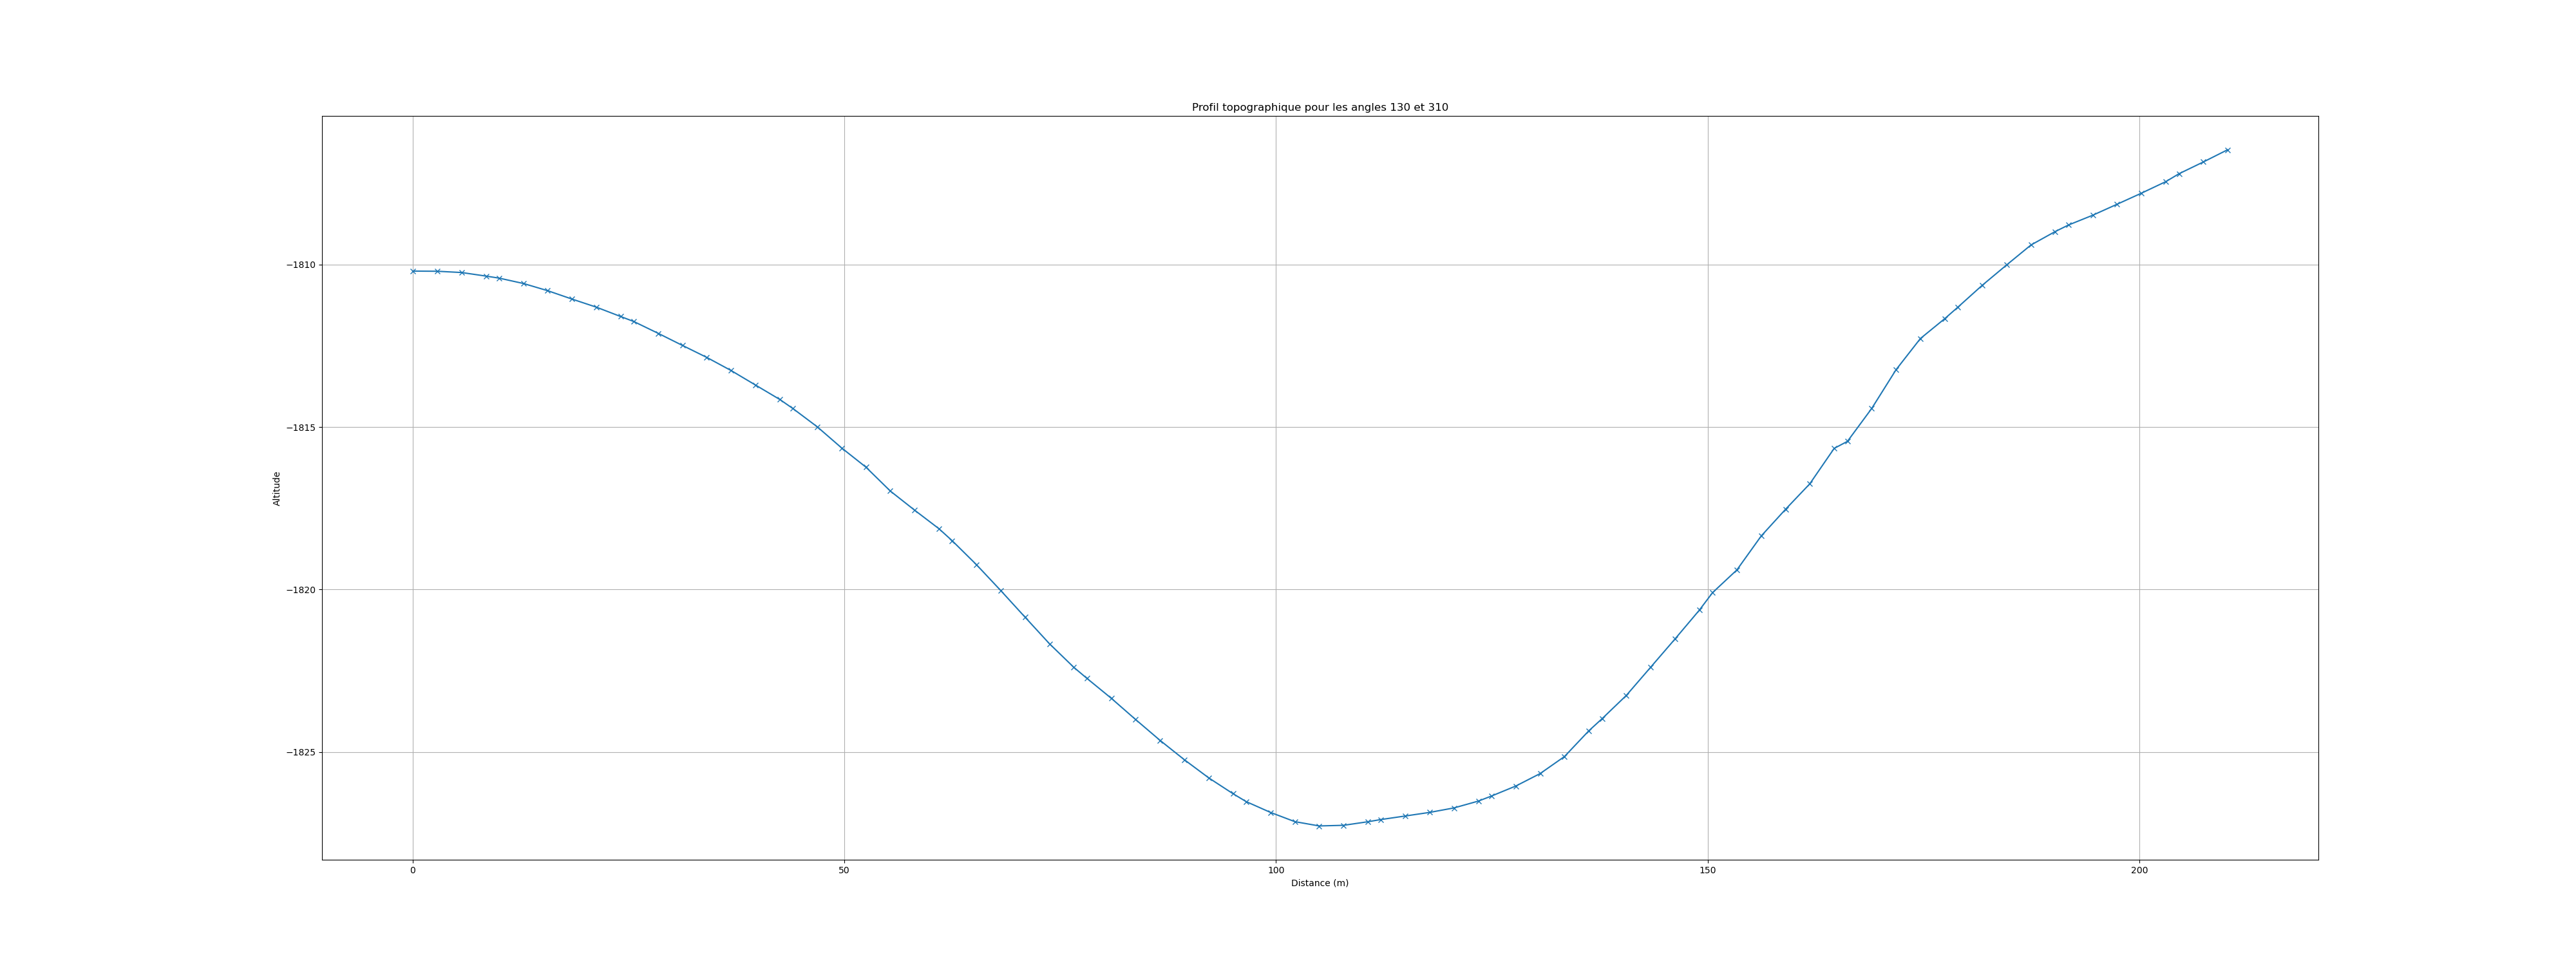 Profil topographique pour les angles 130 et 310
Altitude
−1810
−1815
−1820
−1825
0 50 100 150 200
Distance (m)